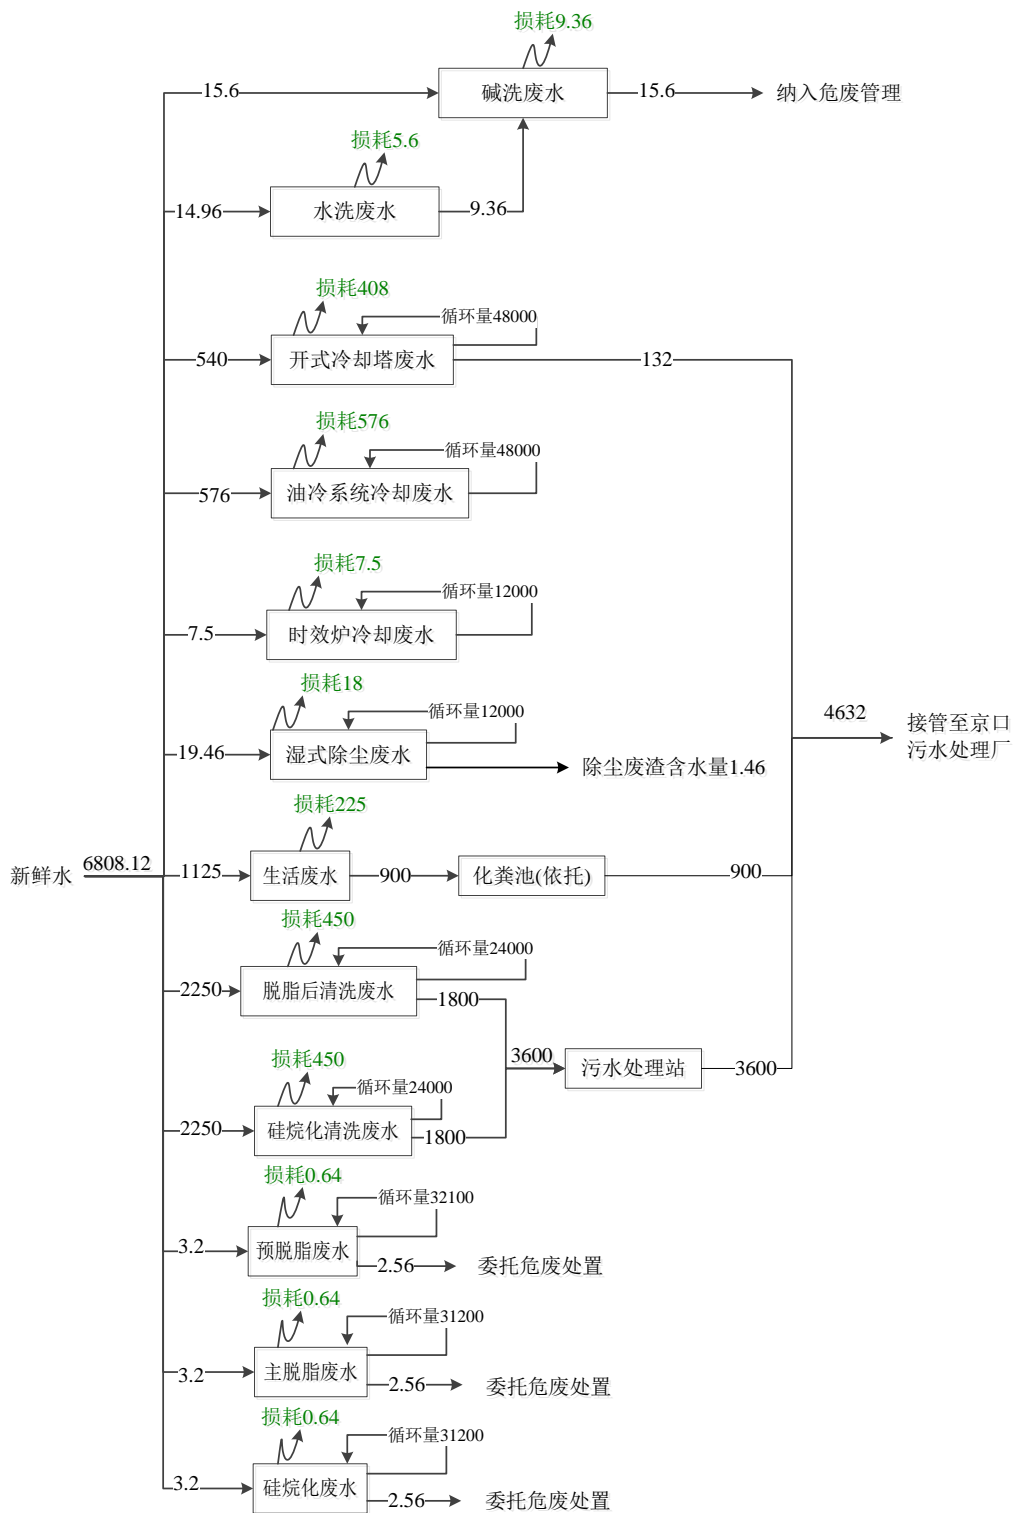 损耗9.36
15.6
碱洗废水
15.6
纳入危废管理
损耗5.6
14.96
水洗废水
9.36
损耗408
循环量48000
540
开式冷却塔废水
132
损耗576
循环量48000
576
油冷系统冷却废水
损耗7.5
循环量12000
7.5
时效炉冷却废水
损耗18
循环量12000
19.46
湿式除尘废水
除尘废渣含水量1.46
4632
接管至京口
污水处理厂
损耗225
新鲜水
6808.12
1125
生活废水
900
化粪池(依托)
900
损耗450
循环量24000
2250
脱脂后清洗废水
1800
3600
污水处理站
3600
损耗450
循环量24000
2250
硅烷化清洗废水
1800
损耗0.64
循环量32100
3.2
预脱脂废水
2.56
委托危废处置
损耗0.64
循环量31200
3.2
主脱脂废水
2.56
委托危废处置
损耗0.64
循环量31200
3.2
硅烷化废水
2.56
委托危废处置